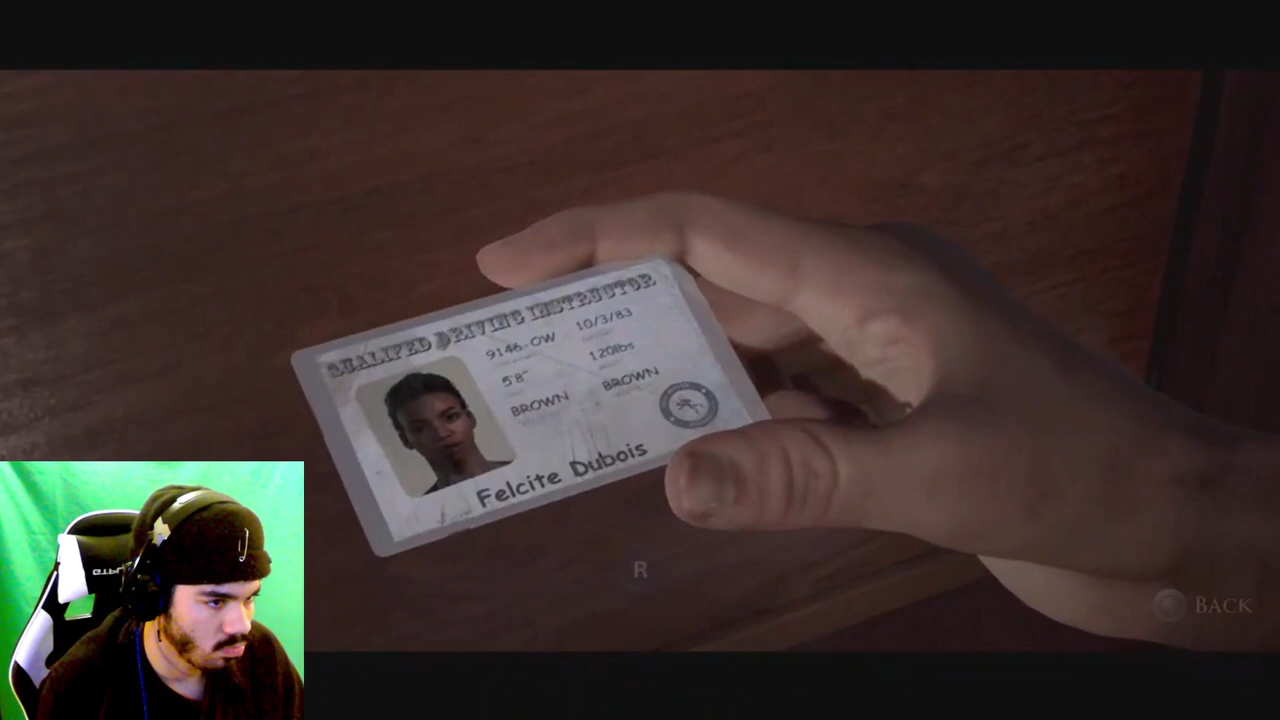 QUALIFED DRIVING INSTRUCTOR
9146-OW 10/3/83
5'8" 120lbs
BROWN BROWN
Felcite Dubois
R
BACK